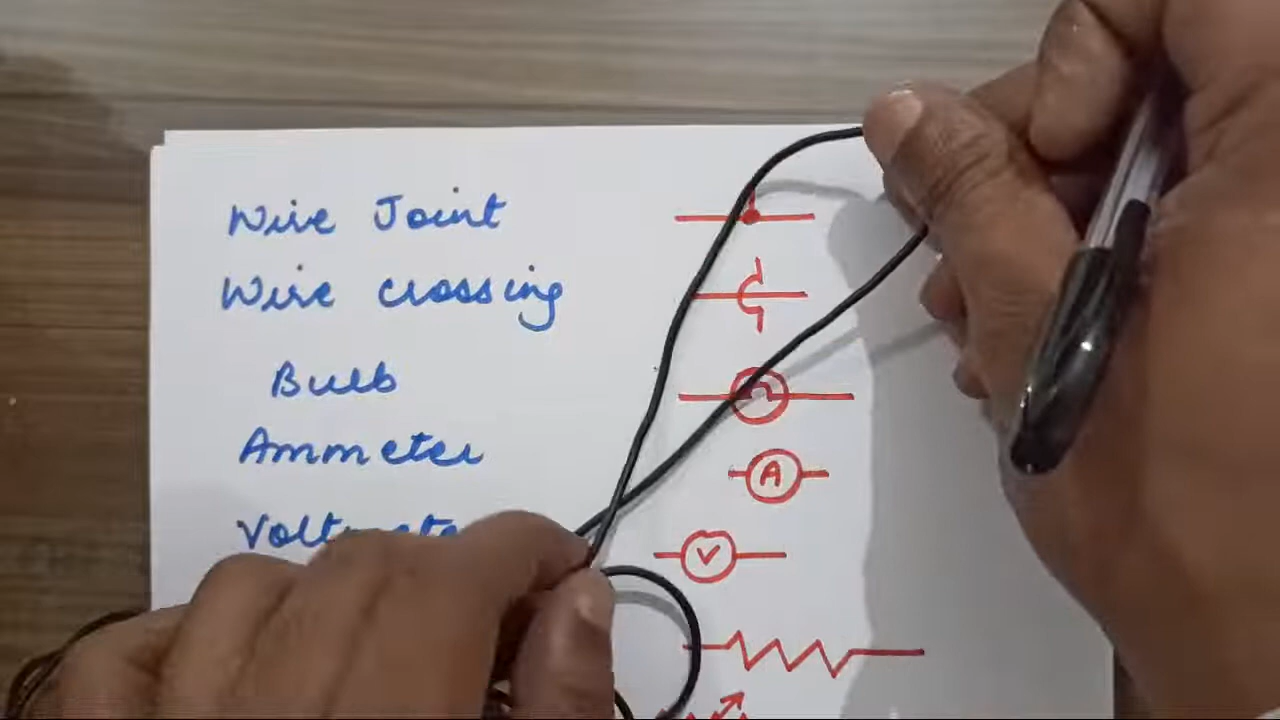 Wire Joint
Wire crossing
Bulb
Ammeter
A
V